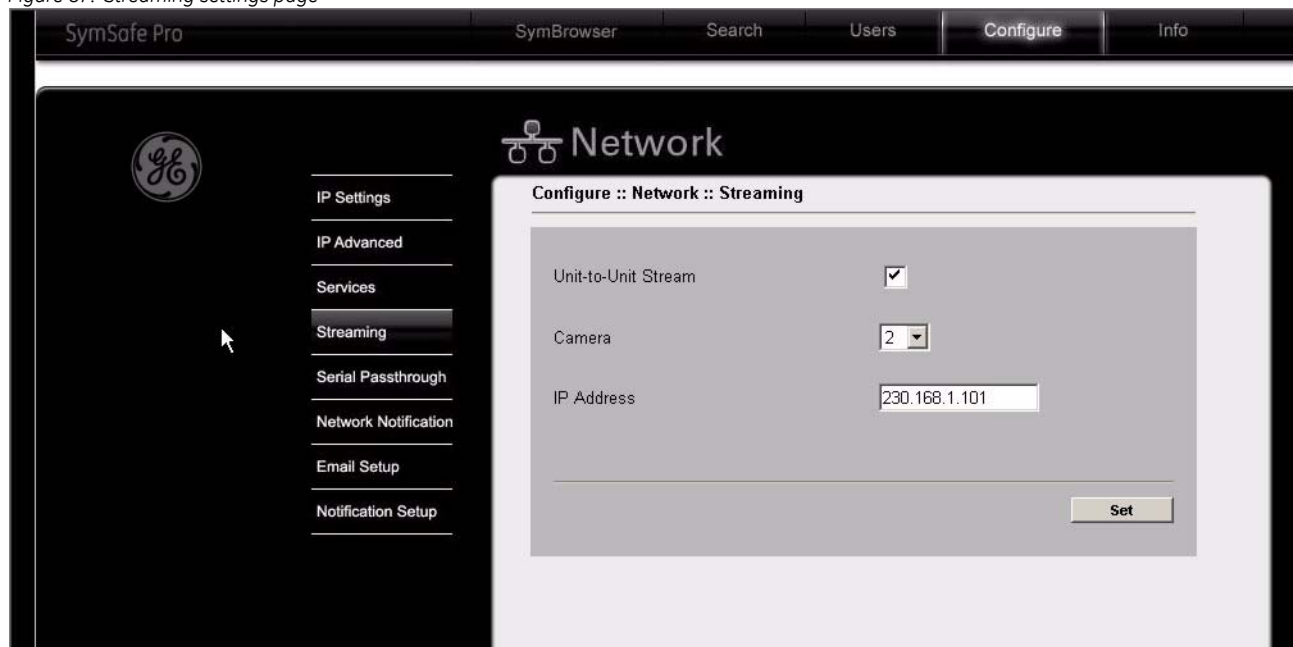 Figure 37. Streaming settings page
SymSafe Pro
SymBrowser
Search
Users
Configure
Info
GE
Network
IP Settings
IP Advanced
Services
Streaming
Serial Passthrough
Network Notification
Email Setup
Notification Setup
Configure :: Network :: Streaming
Unit-to-Unit Stream
Camera
2
IP Address
230.168.1.101
Set